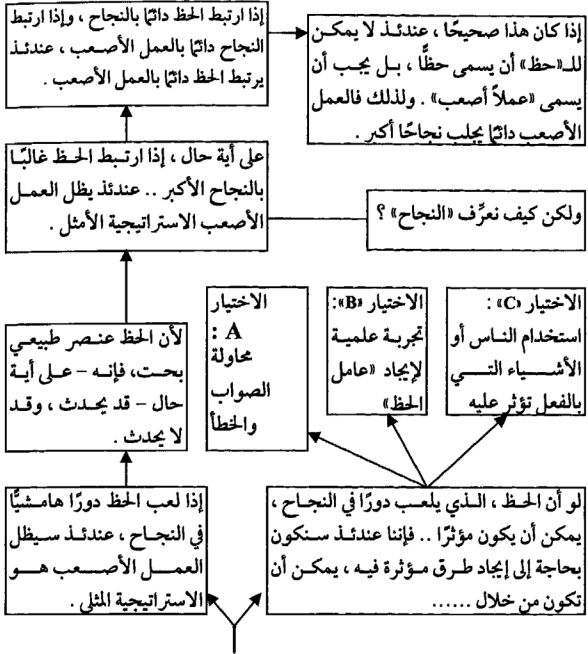 إذا ارتبط الحظ دائمًا بالنجاح ، وإذا ارتبط
النجاح دائمًا بالعمل الأصعب ، عندئذ
يرتبط الحظ دائمًا بالعمل الأصعب .
إذا كان هذا صحيحًا ، عندئذ لا يمكن
للـ«حظ» أن يسمى حظًّا ، بل يجب أن
يسمى «عملاً أصعب» . ولذلك فالعمل
الأصعب دائمًا يجلب نجاحًا أكبر .
على أية حال ، إذا ارتبط الحظ غالبًا
بالنجاح الأكبر .. عندئذ يظل العمل
الأصعب الاستراتيجية الأمثل .
ولكن كيف نعرِّف «النجاح» ؟
لأن الحظ عنصر طبيعي
بحت، فإنه – على أية
حال – قد يحدث ، وقد
لا يحدث .
الاختيار
A :
محاولة
الصواب
والخطأ
الاختيار «B»:
تجربة علمية
لإيجاد «عامل
الحظ»
الاختيار «C» :
استخدام الناس أو
الأشياء التي
بالفعل تؤثر عليه
إذا لعب الحظ دورًا هامشيًّا
في النجاح ، عندئذ سيظل
العمل الأصعب هو
الاستراتيجية المثلى .
لو أن الحظ ، الذي يلعب دورًا في النجاح ،
يمكن أن يكون مؤثرًا .. فإننا عندئذ سنكون
بحاجة إلى إيجاد طرق مؤثرة فيه ، يمكن أن
تكون من خلال ......